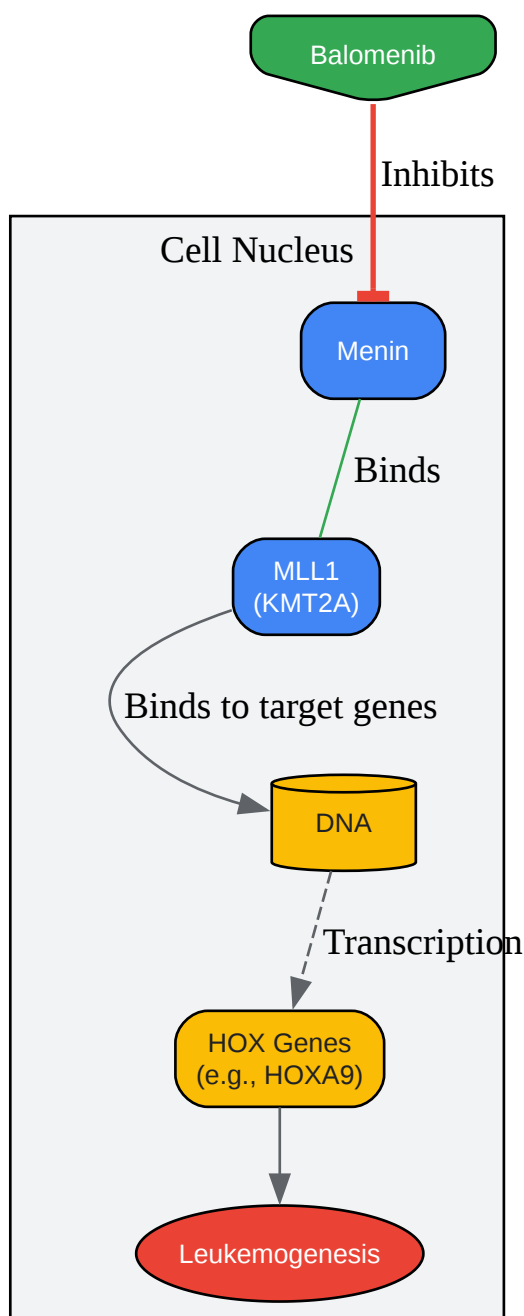 Balomenib
Inhibits
Cell Nucleus
Menin
Binds
MLL1
(KMT2A)
Binds to target genes
DNA
Transcription
HOX Genes
(e.g., HOXA9)
Leukemogenesis